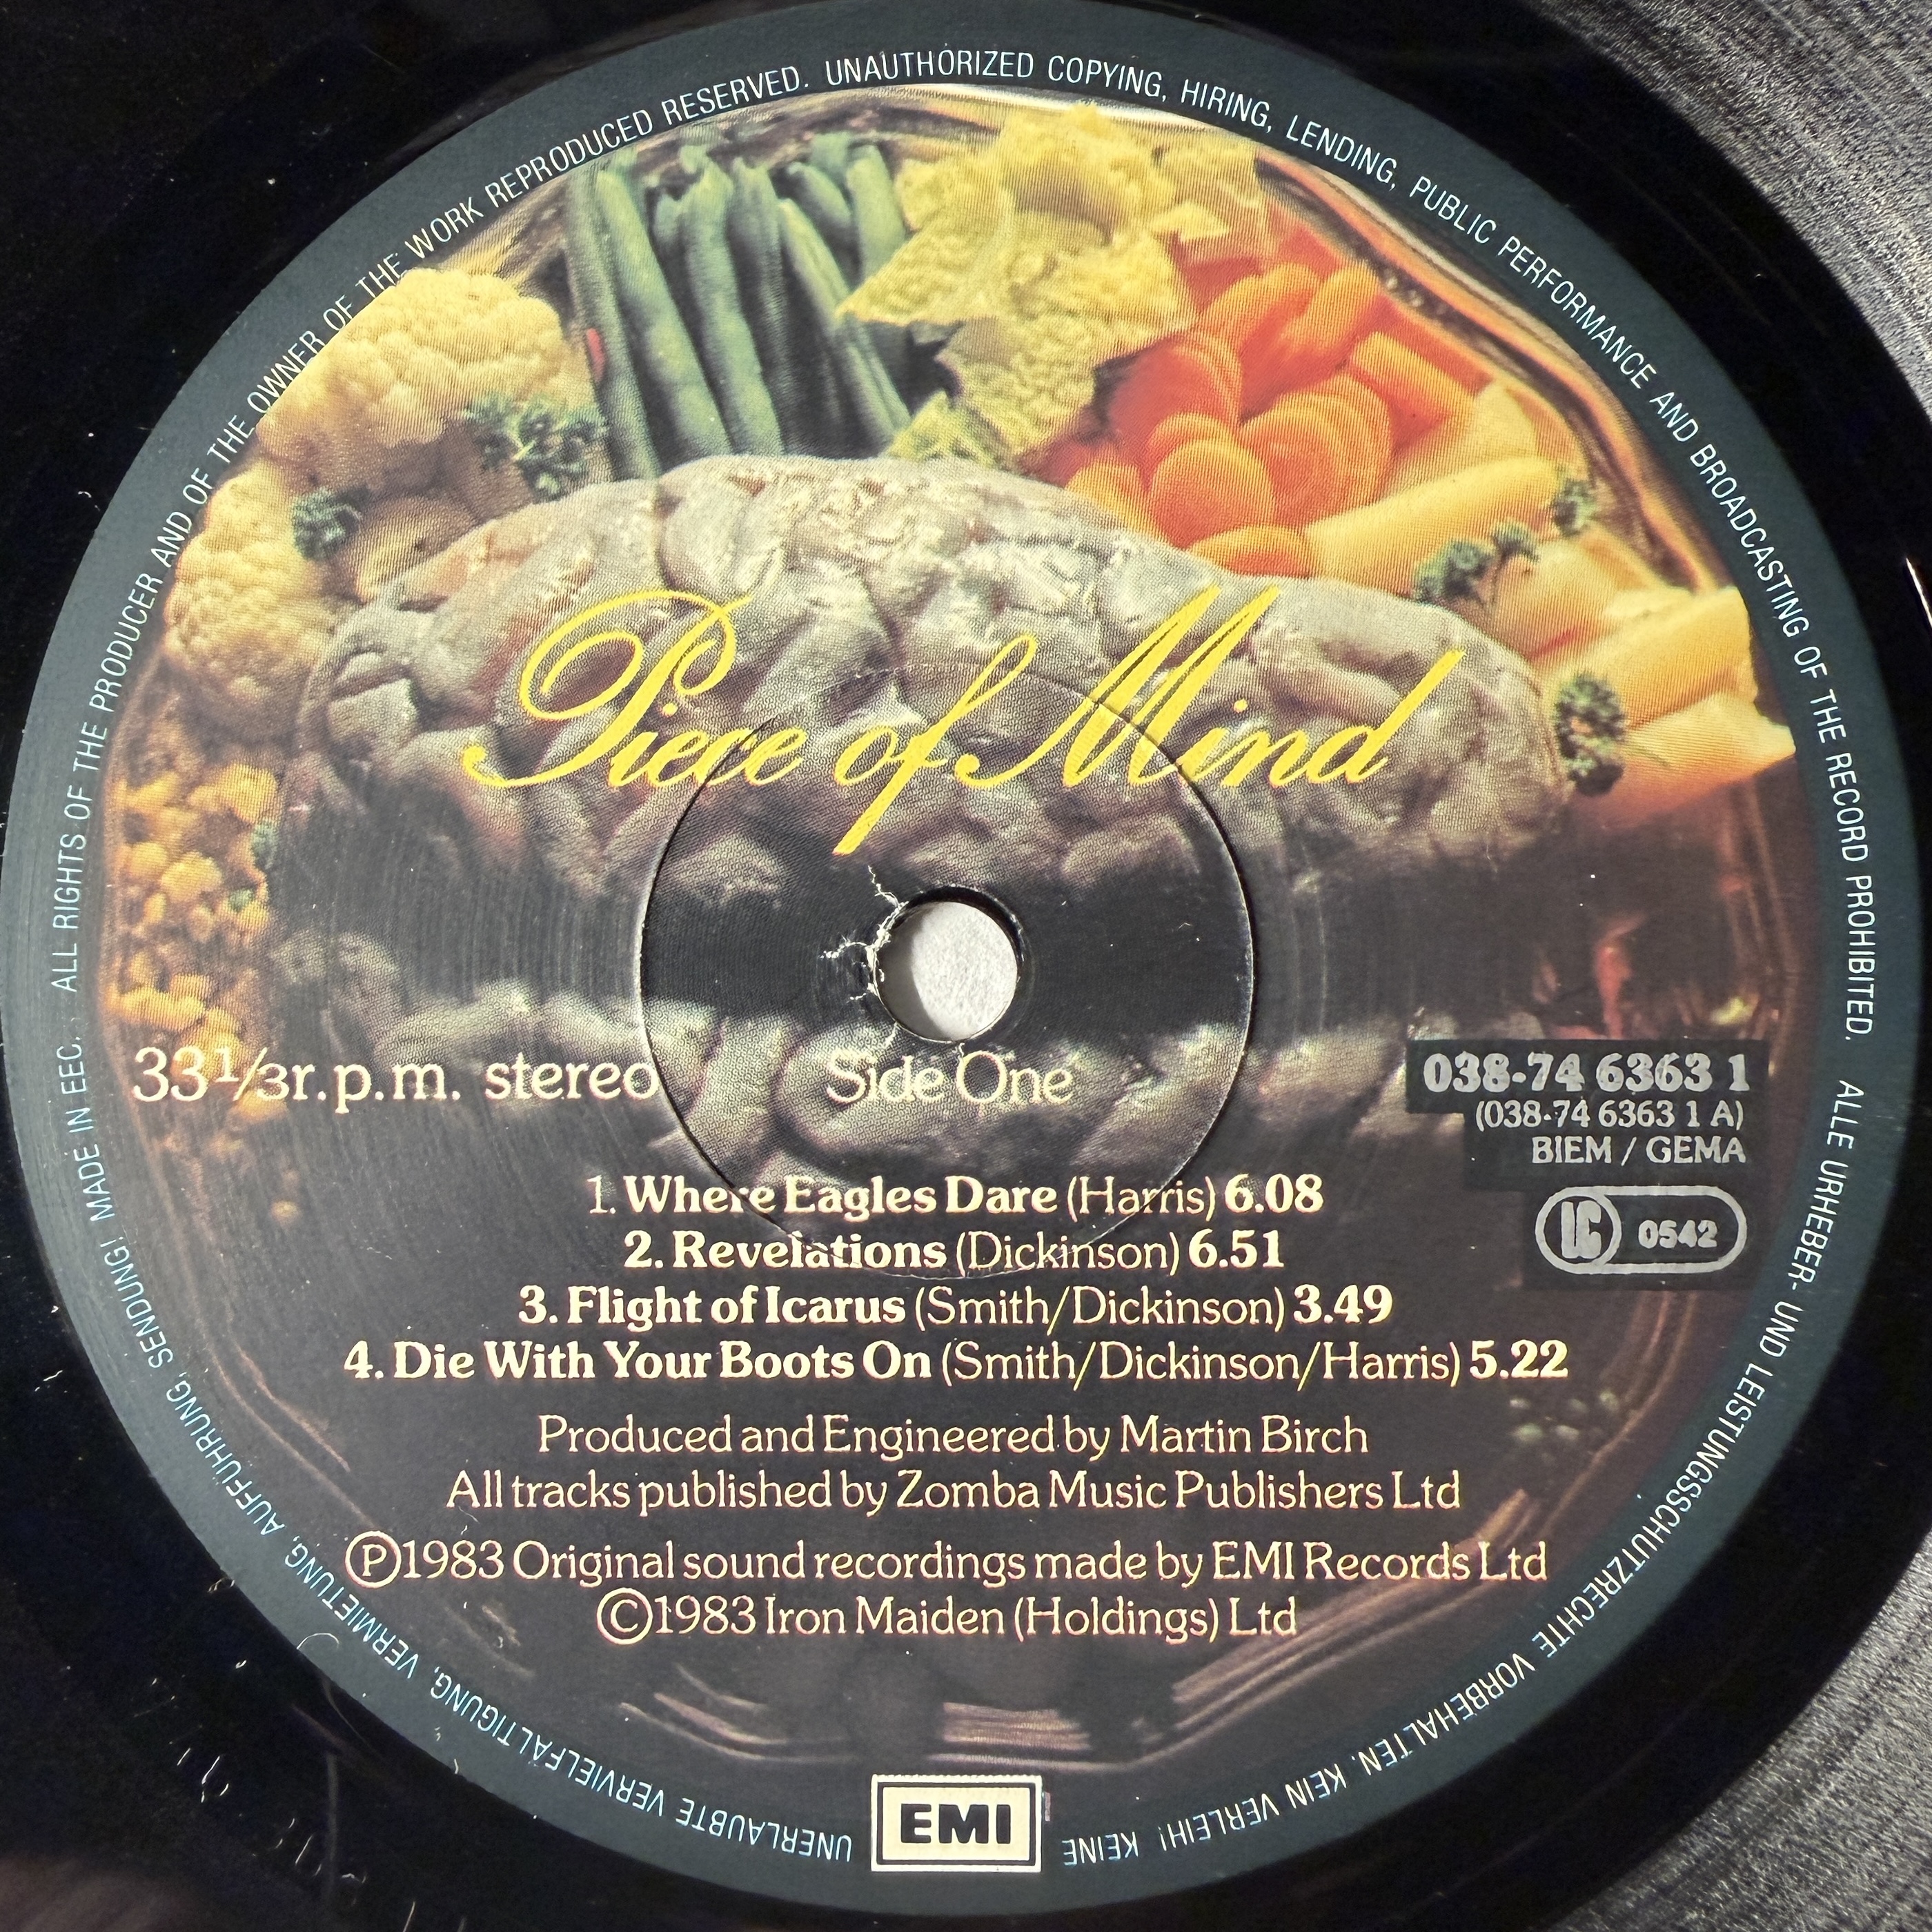 Piece of Mind
33⅓r.p.m. stereo
Side One
038-74 6363 1
(038-74 6363 1 A)
BIEM / GEMA
LC 0542
1. Where Eagles Dare (Harris) 6.08
2. Revelations (Dickinson) 6.51
3. Flight of Icarus (Smith/Dickinson) 3.49
4. Die With Your Boots On (Smith/Dickinson/Harris) 5.22
Produced and Engineered by Martin Birch
All tracks published by Zomba Music Publishers Ltd
Ⓟ1983 Original sound recordings made by EMI Records Ltd
©1983 Iron Maiden (Holdings) Ltd
EMI
MADE IN EEC. ALL RIGHTS OF THE PRODUCER AND OF THE OWNER OF THE WORK REPRODUCED RESERVED. UNAUTHORIZED COPYING, HIRING, LENDING, PUBLIC PERFORMANCE AND BROADCASTING OF THE RECORD PROHIBITED. ALLE URHEBER- UND LEISTUNGSSCHUTZRECHTE VORBEHALTEN. KEIN VERLEIH! KEINE UNERLAUBTE VERVIELFÄLTIGUNG, VERMIETUNG, AUFFÜHRUNG, SENDUNG!